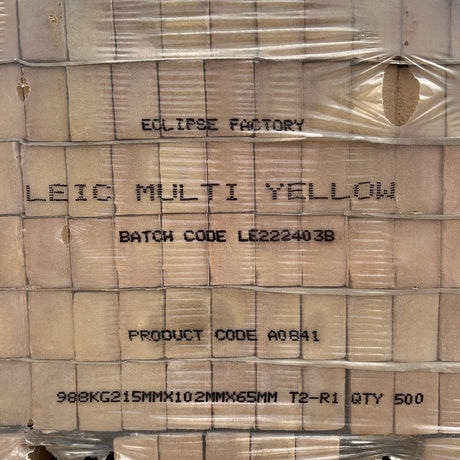 ECLIPSE FACTORY
LEIC MULTI YELLOW
BATCH CODE LE222403B
PRODUCT CODE A0841
988KG215MMX102MMX65MM T2-R1 QTY 500